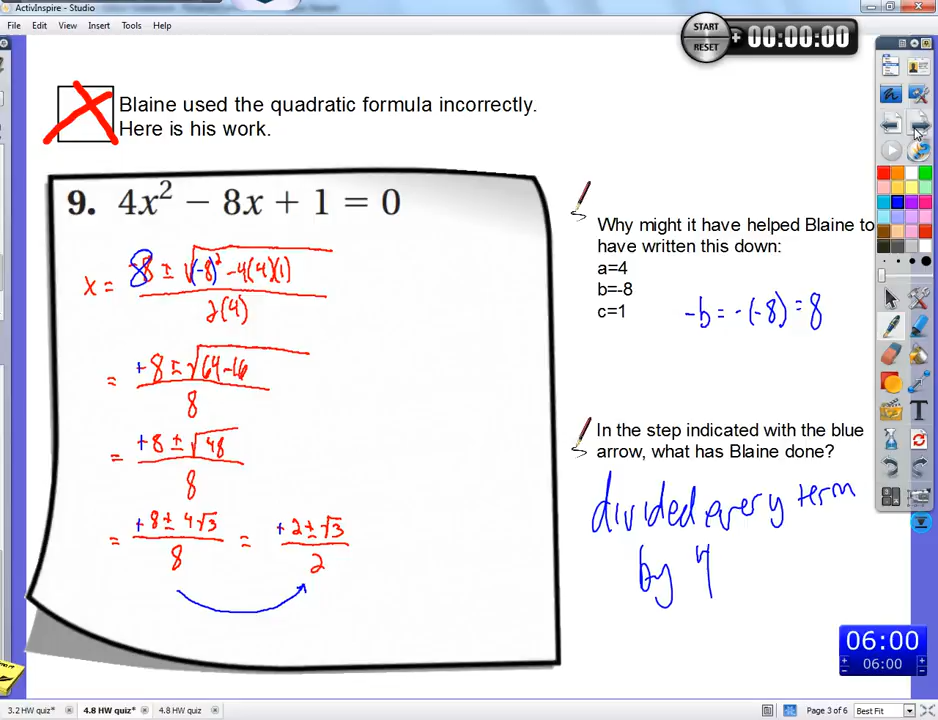 ActivInspire - Studio
File Edit View Insert Tools Help
START
RESET
+ 00:00:00
Blaine used the quadratic formula incorrectly.
Here is his work.
9. 4x² − 8x + 1 = 0
x = 8 ± √(-8)² -4(4)(1)
2(4)
= +8 ± √64-16
8
= +8 ± √48
8
= +8 ± 4√3 = +2 ± √3
8 2
Why might it have helped Blaine to
have written this down:
a=4
b=-8
c=1
-b = -(-8) = 8
In the step indicated with the blue
arrow, what has Blaine done?
divided every term
by 4
06:00
06:00
3.2 HW quiz* 4.8 HW quiz* 4.8 HW quiz
Page 3 of 6 Best Fit